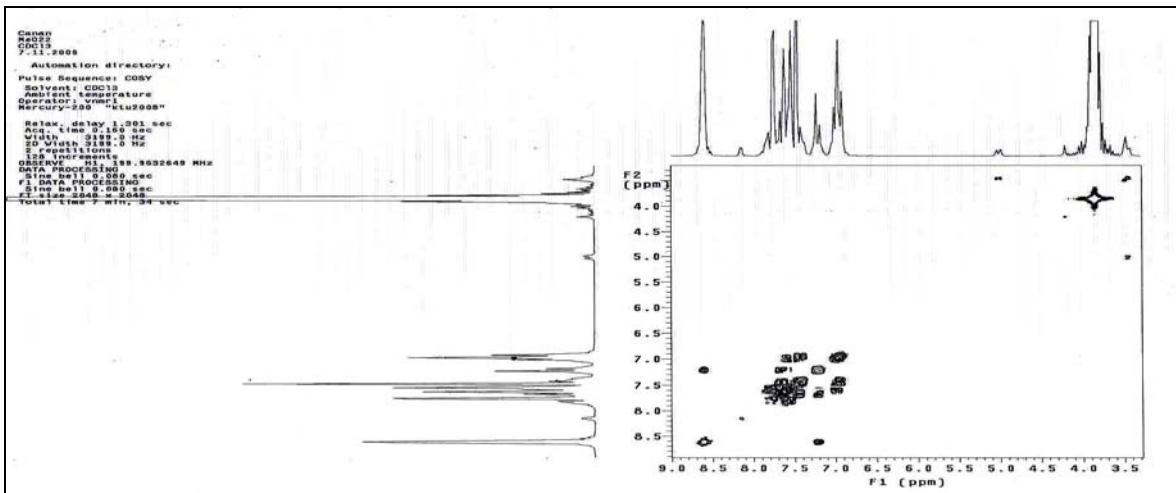 Canan
M4022
CDCl3
7.11.2008
Automation directory:
Pulse Sequence: COSY
Solvent: CDCl3
Ambient temperature
Operator: vnmr1
Mercury-200 "ktu2008"
Relax. delay 1.301 sec
Acq. time 0.160 sec
Width 3199.0 Hz
2D Width 3199.0 Hz
2 repetitions
128 increments
OBSERVE H1, 199.9532649 MHz
DATA PROCESSING
Sine bell 0.080 sec
F1 DATA PROCESSING
Sine bell 0.080 sec
FT size 2048 x 2048
Total time 7 min, 34 sec
F2
(ppm)
4.0
4.5
5.0
5.5
6.0
6.5
7.0
7.5
8.0
8.5
9.0 8.5 8.0 7.5 7.0 6.5 6.0 5.5 5.0 4.5 4.0 3.5
F1 (ppm)